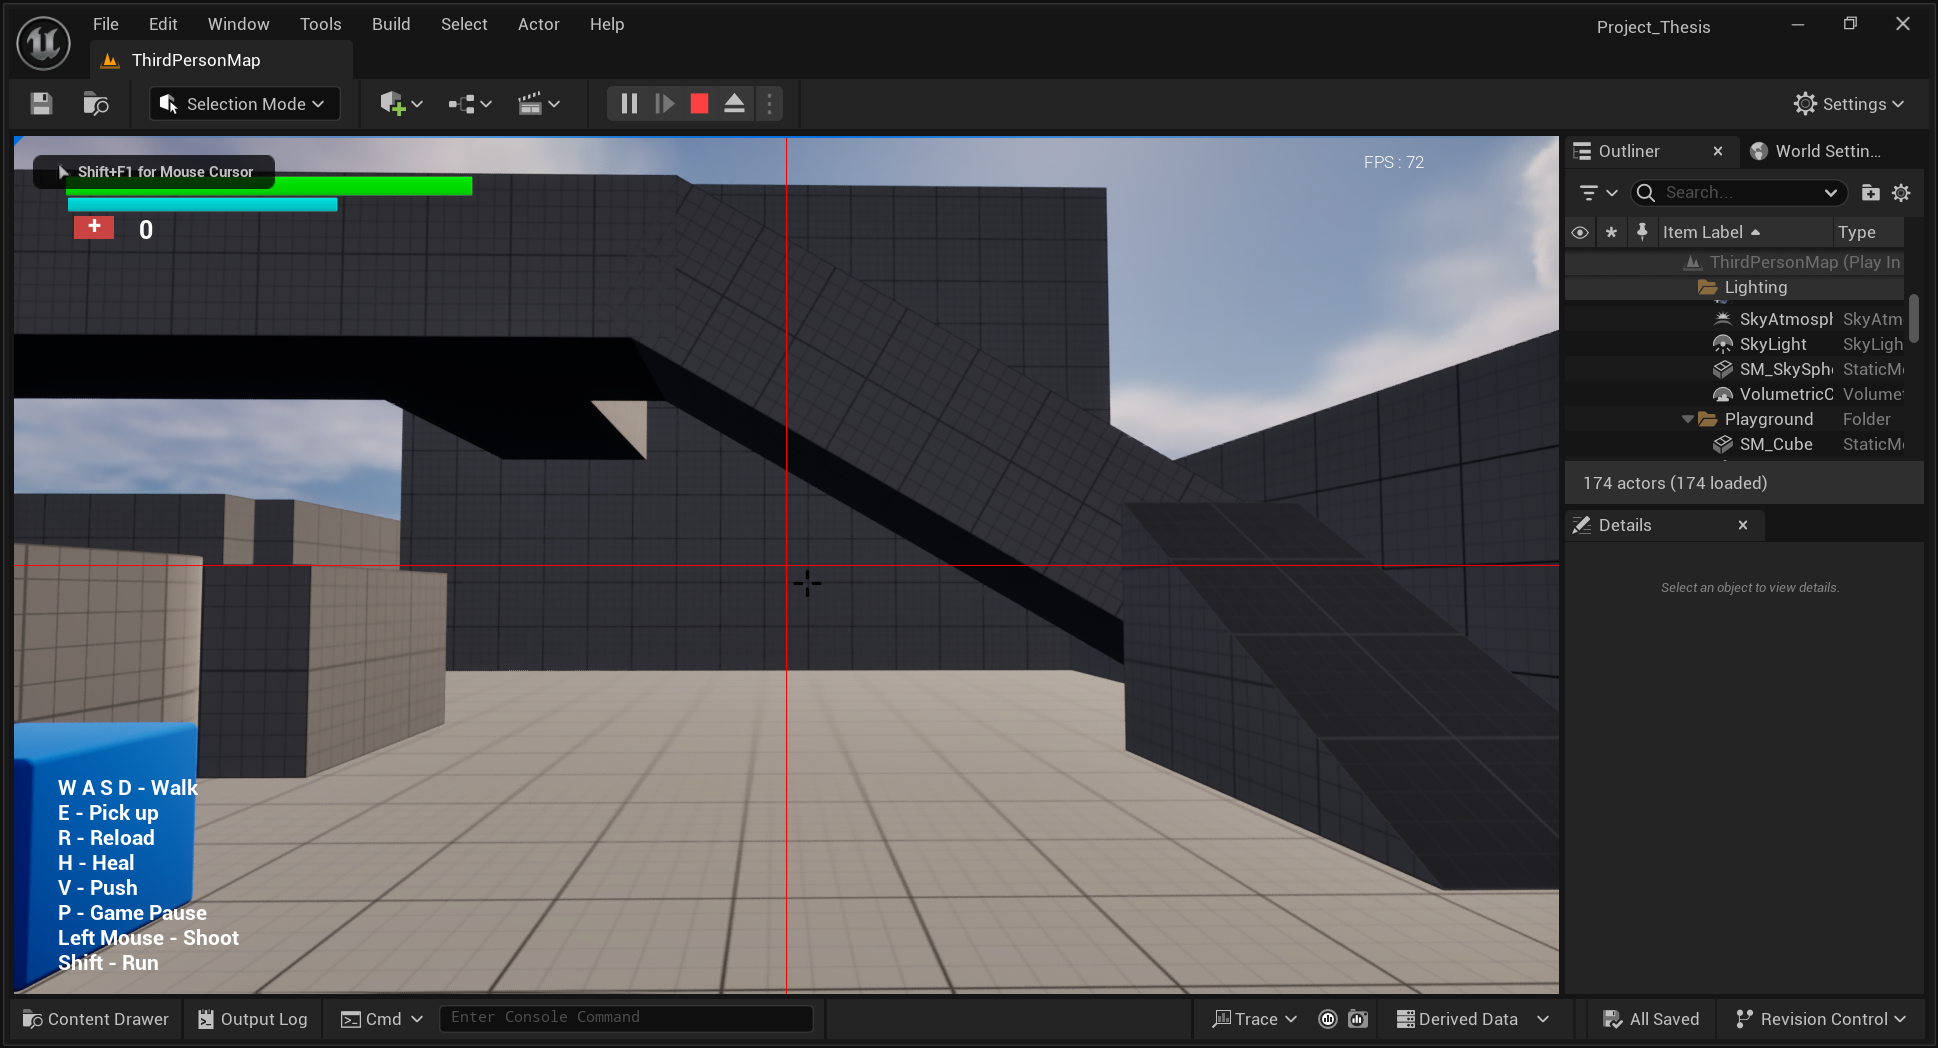 File Edit Window Tools Build Select Actor Help
Project_Thesis
ThirdPersonMap
Selection Mode
Settings
Shift+F1 for Mouse Cursor
FPS : 72
0
W A S D - Walk
E - Pick up
R - Reload
H - Heal
V - Push
P - Game Pause
Left Mouse - Shoot
Shift - Run
Outliner
World Settin...
Search...
Item Label Type
ThirdPersonMap (Play In
Lighting
SkyAtmosph SkyAtm
SkyLight SkyLigh
SM_SkySph StaticM
VolumetricC Volume
Playground Folder
SM_Cube StaticM
174 actors (174 loaded)
Details
Select an object to view details.
Content Drawer Output Log Cmd Enter Console Command Trace Derived Data All Saved Revision Control